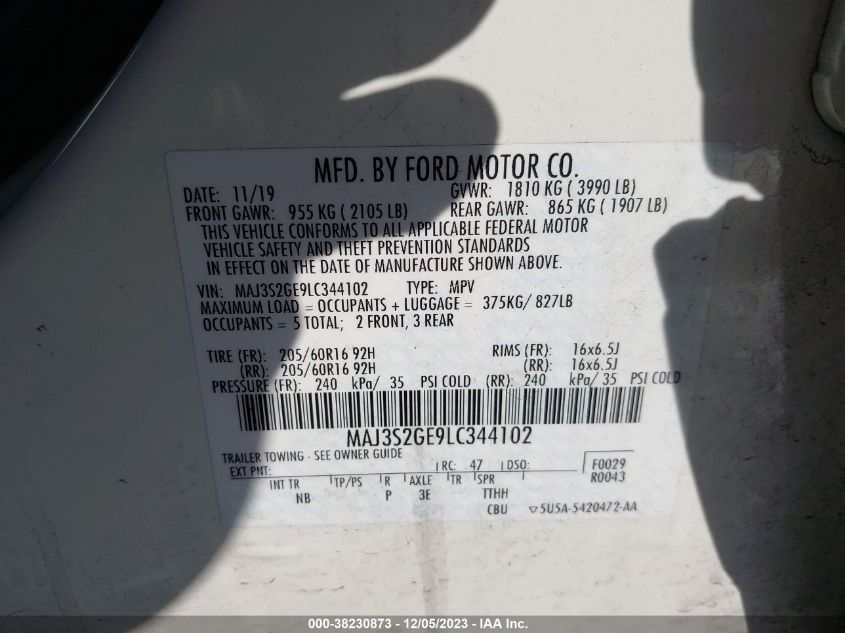 MFD. BY FORD MOTOR CO.
DATE: 11/19 GVWR: 1810 KG ( 3990 LB)
FRONT GAWR: 955 KG ( 2105 LB) REAR GAWR: 865 KG ( 1907 LB)
THIS VEHICLE CONFORMS TO ALL APPLICABLE FEDERAL MOTOR
VEHICLE SAFETY AND THEFT PREVENTION STANDARDS
IN EFFECT ON THE DATE OF MANUFACTURE SHOWN ABOVE.
VIN: MAJ3S2GE9LC344102 TYPE: MPV
MAXIMUM LOAD = OCCUPANTS + LUGGAGE = 375KG/ 827LB
OCCUPANTS = 5 TOTAL; 2 FRONT, 3 REAR
TIRE (FR): 205/60R16 92H RIMS (FR): 16x6.5J
(RR): 205/60R16 92H (RR): 16x6.5J
PRESSURE (FR): 240 kPa/ 35 PSI COLD (RR): 240 kPa/ 35 PSI COLD
MAJ3S2GE9LC344102
TRAILER TOWING - SEE OWNER GUIDE
EXT PNT: RC: 47 DSO: F0029
R0043
INT TR TP/PS R AXLE TR SPR
NB P 3E TTHH
CBU ▽5U5A-5420472-AA
000-38230873 - 12/05/2023 - IAA Inc.